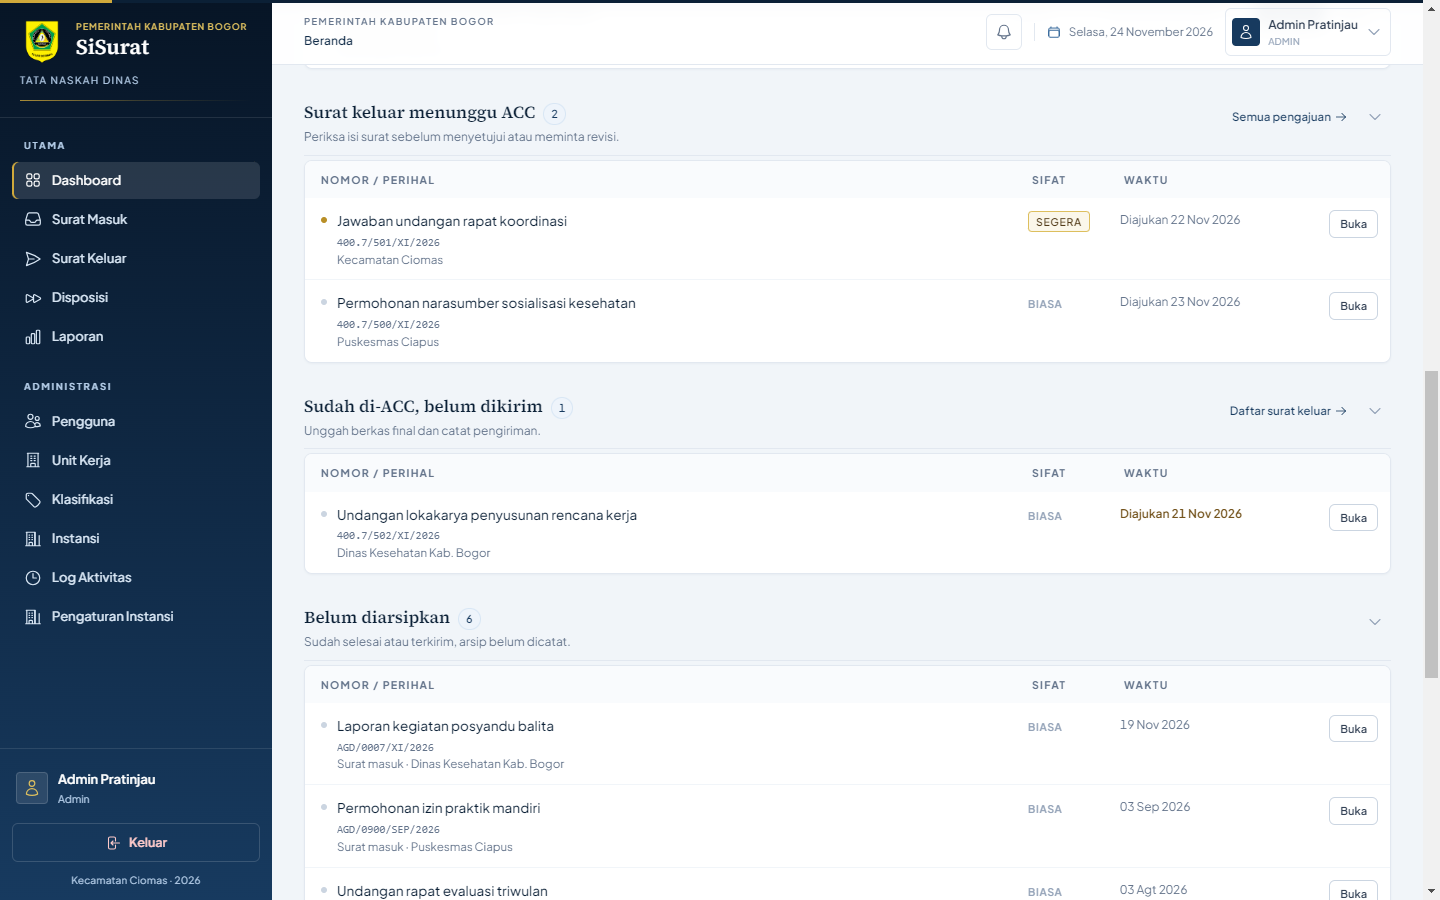 PEMERINTAH KABUPATEN BOGOR
SiSurat
TATA NASKAH DINAS
UTAMA
Dashboard
Surat Masuk
Surat Keluar
Disposisi
Laporan
ADMINISTRASI
Pengguna
Unit Kerja
Klasifikasi
Instansi
Log Aktivitas
Pengaturan Instansi
Admin Pratinjau
Admin
Keluar
Kecamatan Ciomas · 2026
PEMERINTAH KABUPATEN BOGOR
Beranda
Selasa, 24 November 2026
Admin Pratinjau
ADMIN
Surat keluar menunggu ACC 2
Semua pengajuan →
Periksa isi surat sebelum menyetujui atau meminta revisi.
NOMOR / PERIHAL SIFAT WAKTU
Jawaban undangan rapat koordinasi SEGERA Diajukan 22 Nov 2026 Buka
400.7/501/XI/2026
Kecamatan Ciomas
Permohonan narasumber sosialisasi kesehatan BIASA Diajukan 23 Nov 2026 Buka
400.7/500/XI/2026
Puskesmas Ciapus
Sudah di-ACC, belum dikirim 1
Daftar surat keluar →
Unggah berkas final dan catat pengiriman.
NOMOR / PERIHAL SIFAT WAKTU
Undangan lokakarya penyusunan rencana kerja BIASA Diajukan 21 Nov 2026 Buka
400.7/502/XI/2026
Dinas Kesehatan Kab. Bogor
Belum diarsipkan 6
Sudah selesai atau terkirim, arsip belum dicatat.
NOMOR / PERIHAL SIFAT WAKTU
Laporan kegiatan posyandu balita BIASA 19 Nov 2026 Buka
AGD/0007/XI/2026
Surat masuk · Dinas Kesehatan Kab. Bogor
Permohonan izin praktik mandiri BIASA 03 Sep 2026 Buka
AGD/0900/SEP/2026
Surat masuk · Puskesmas Ciapus
Undangan rapat evaluasi triwulan BIASA 03 Agt 2026 Buka